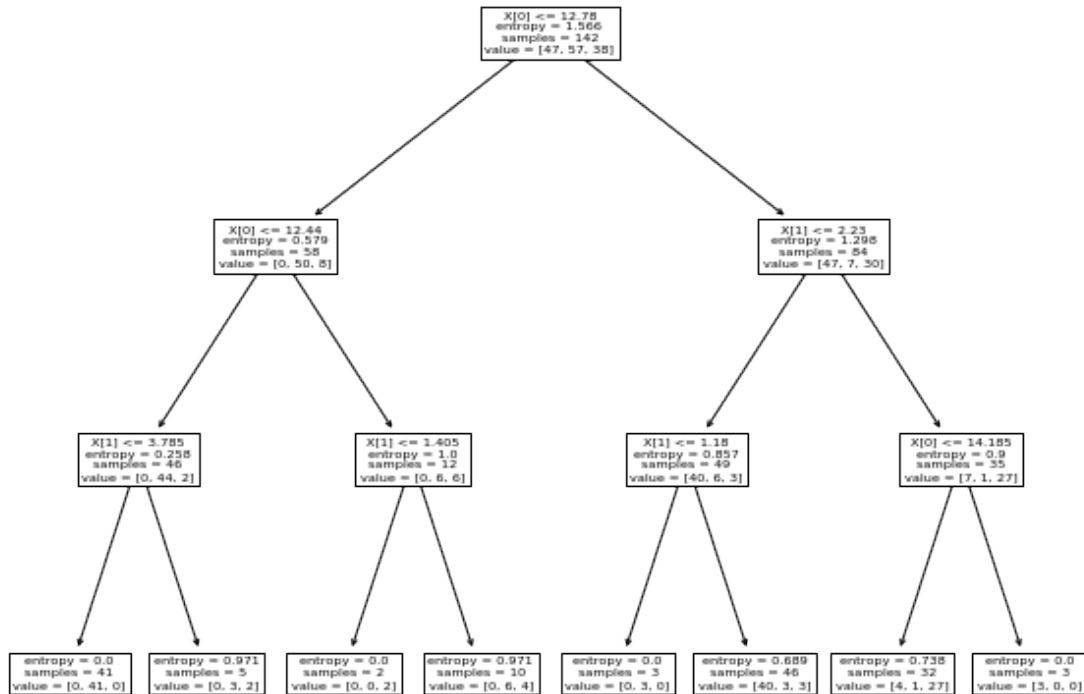 X[0] <= 12.78
entropy = 1.566
samples = 142
value = [47, 57, 38]
X[0] <= 12.44
entropy = 0.579
samples = 58
value = [0, 50, 8]
X[1] <= 2.23
entropy = 1.298
samples = 84
value = [47, 7, 30]
X[1] <= 3.785
entropy = 0.258
samples = 46
value = [0, 44, 2]
X[1] <= 1.405
entropy = 1.0
samples = 12
value = [0, 6, 6]
X[1] <= 1.18
entropy = 0.857
samples = 49
value = [40, 6, 3]
X[0] <= 14.185
entropy = 0.9
samples = 35
value = [7, 1, 27]
entropy = 0.0
samples = 41
value = [0, 41, 0]
entropy = 0.971
samples = 5
value = [0, 3, 2]
entropy = 0.0
samples = 2
value = [0, 0, 2]
entropy = 0.971
samples = 10
value = [0, 6, 4]
entropy = 0.0
samples = 3
value = [0, 3, 0]
entropy = 0.689
samples = 46
value = [40, 3, 3]
entropy = 0.738
samples = 32
value = [4, 1, 27]
entropy = 0.0
samples = 3
value = [3, 0, 0]